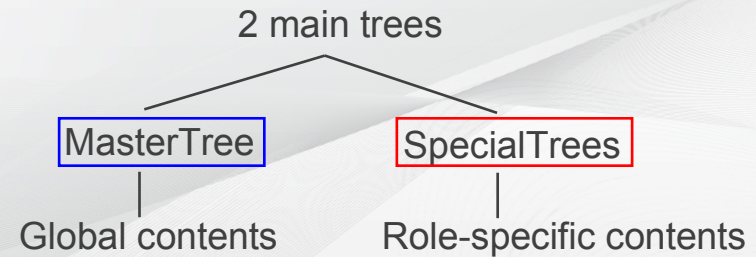 2 main trees
MasterTree
SpecialTrees
Global contents
Role-specific contents